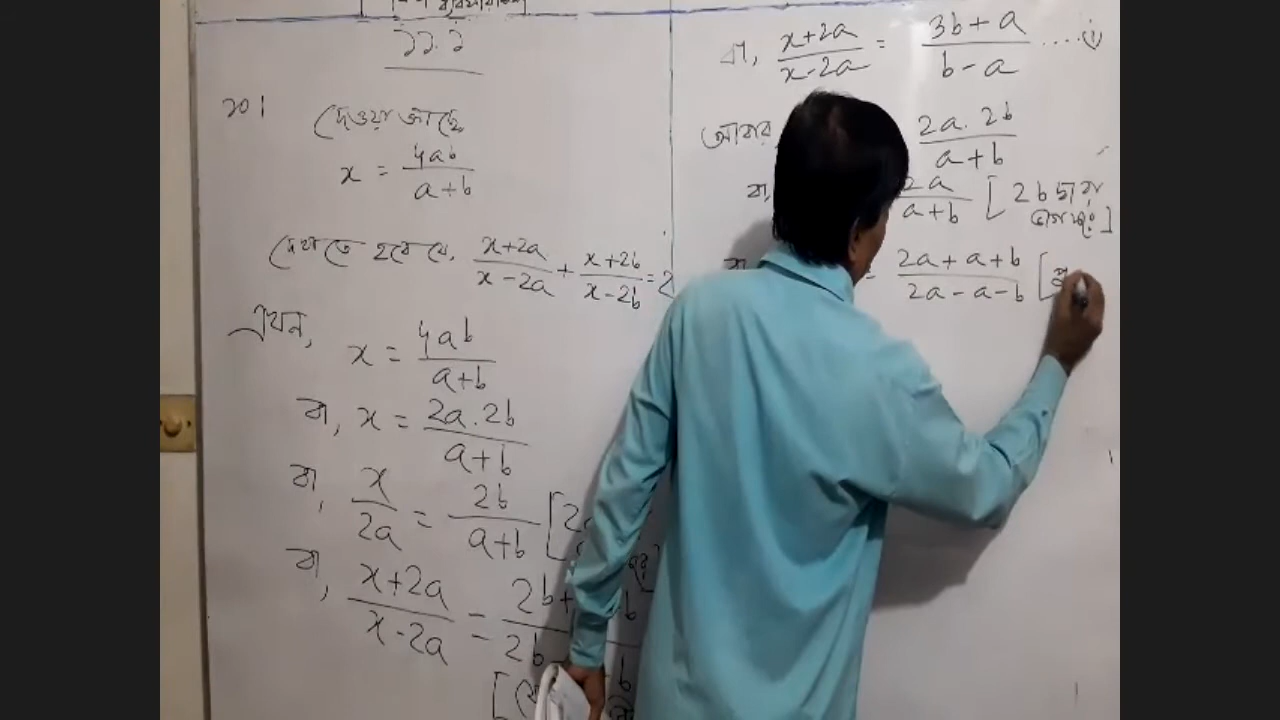 ১১.১
১০। দেওয়া আছে
x = 4ab/(a+b)
দেখাতে হবে যে, (x+2a)/(x-2a) + (x+2b)/(x-2b) = 2
এখন, x = 4ab/(a+b)
বা, x = 2a.2b/(a+b)
বা, x/2a = 2b/(a+b) [2a
বা, (x+2a)/(x-2a) = 2b+ b/2b b
[
বা, (x+2a)/(x-2a) = (3b+a)/(b-a) ....(i)
আবার, 2a.2b/(a+b)
বা, 2a/(a+b) [2b দ্বারা
ভাগ করে]
= (2a+a+b)/(2a-a-b) [